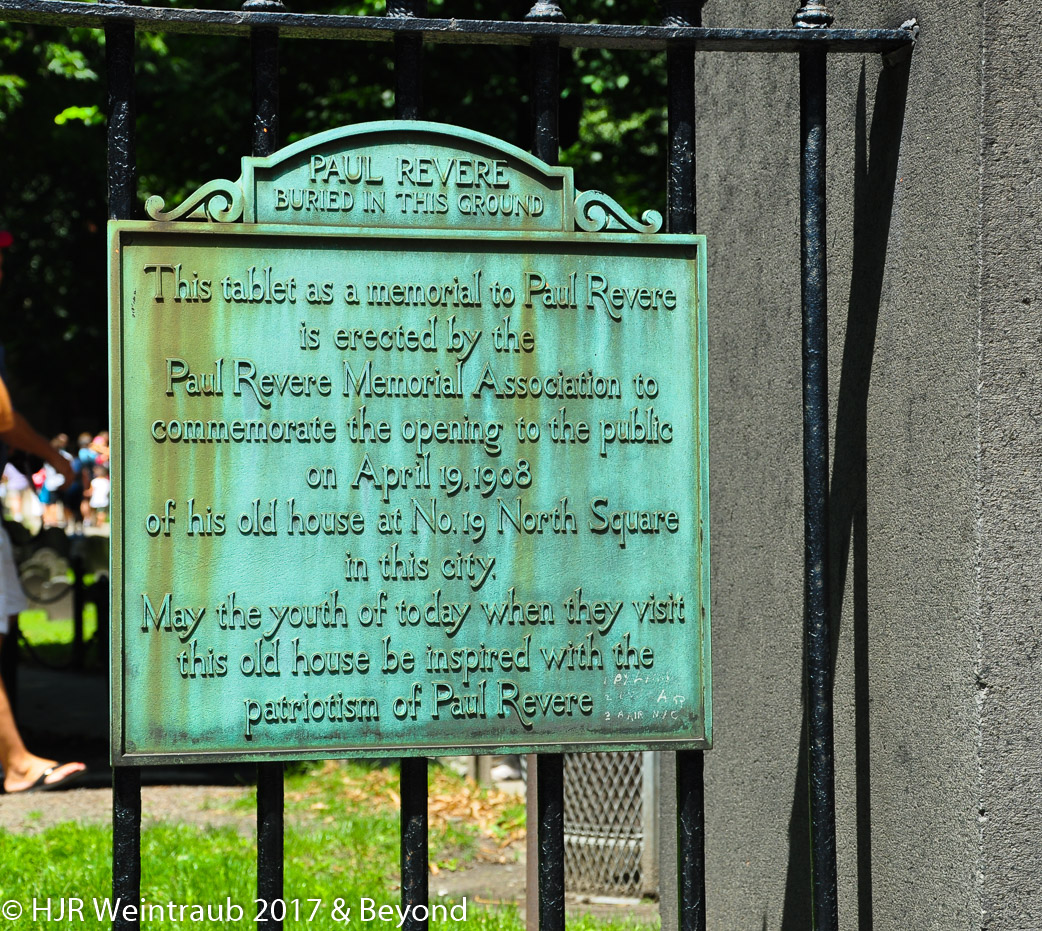 PAUL REVERE
BURIED IN THIS GROUND
This tablet as a memorial to Paul Revere
is erected by the
Paul Revere Memorial Association to
commemorate the opening to the public
on April 19, 1908
of his old house at No. 19 North Square
in this city.
May the youth of today when they visit
this old house be inspired with the
patriotism of Paul Revere
© HJR Weintraub 2017 & Beyond